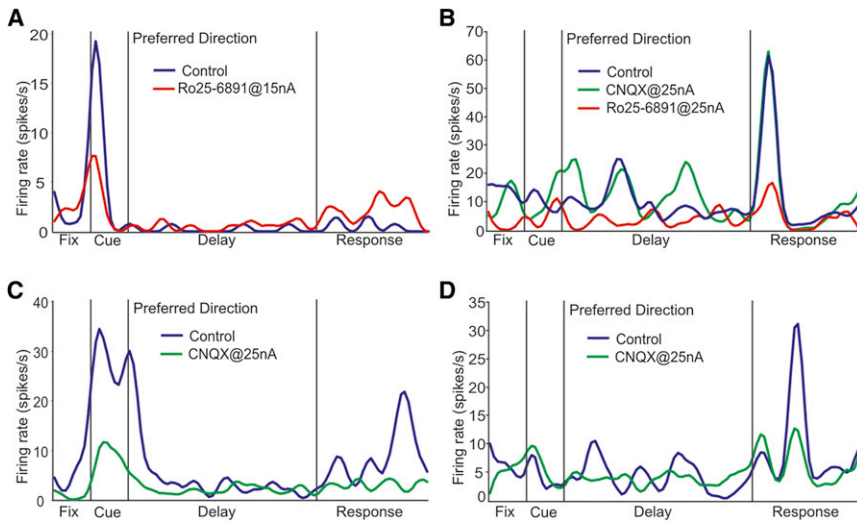 A
Preferred Direction
Control
Ro25-6891@15nA
Firing rate (spikes/s)
20
15
10
5
0
Fix Cue Delay Response
B
Preferred Direction
Control
CNQX@25nA
Ro25-6891@25nA
Firing rate (spikes/s)
70
60
50
40
30
20
10
0
Fix Cue Delay Response
C
Preferred Direction
Control
CNQX@25nA
Firing rate (spikes/s)
40
30
20
10
0
Fix Cue Delay Response
D
Preferred Direction
Control
CNQX@25nA
Firing rate (spikes/s)
35
30
25
20
15
10
5
0
Fix Cue Delay Response